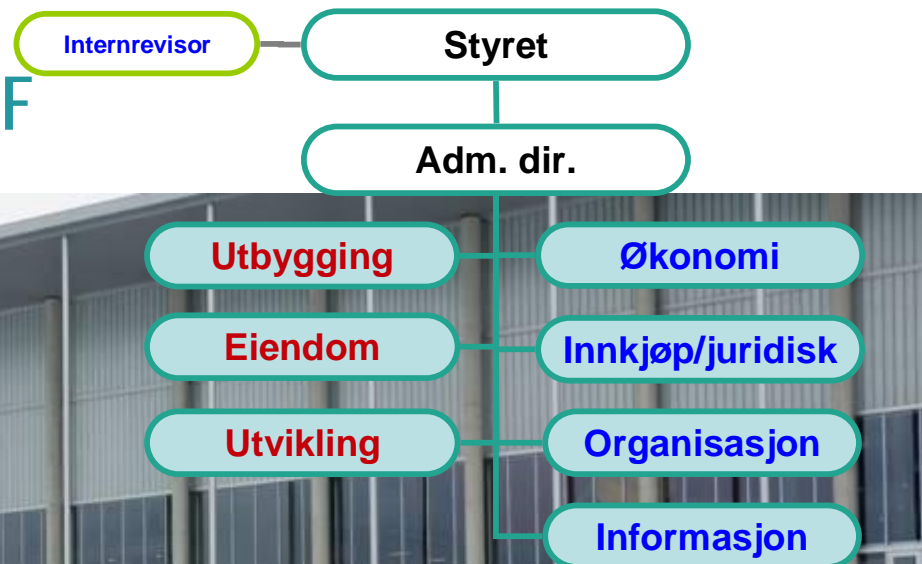 Internrevisor
Styret
F
Adm. dir.
Utbygging
Økonomi
Eiendom
Innkjøp/juridisk
Utvikling
Organisasjon
Informasjon